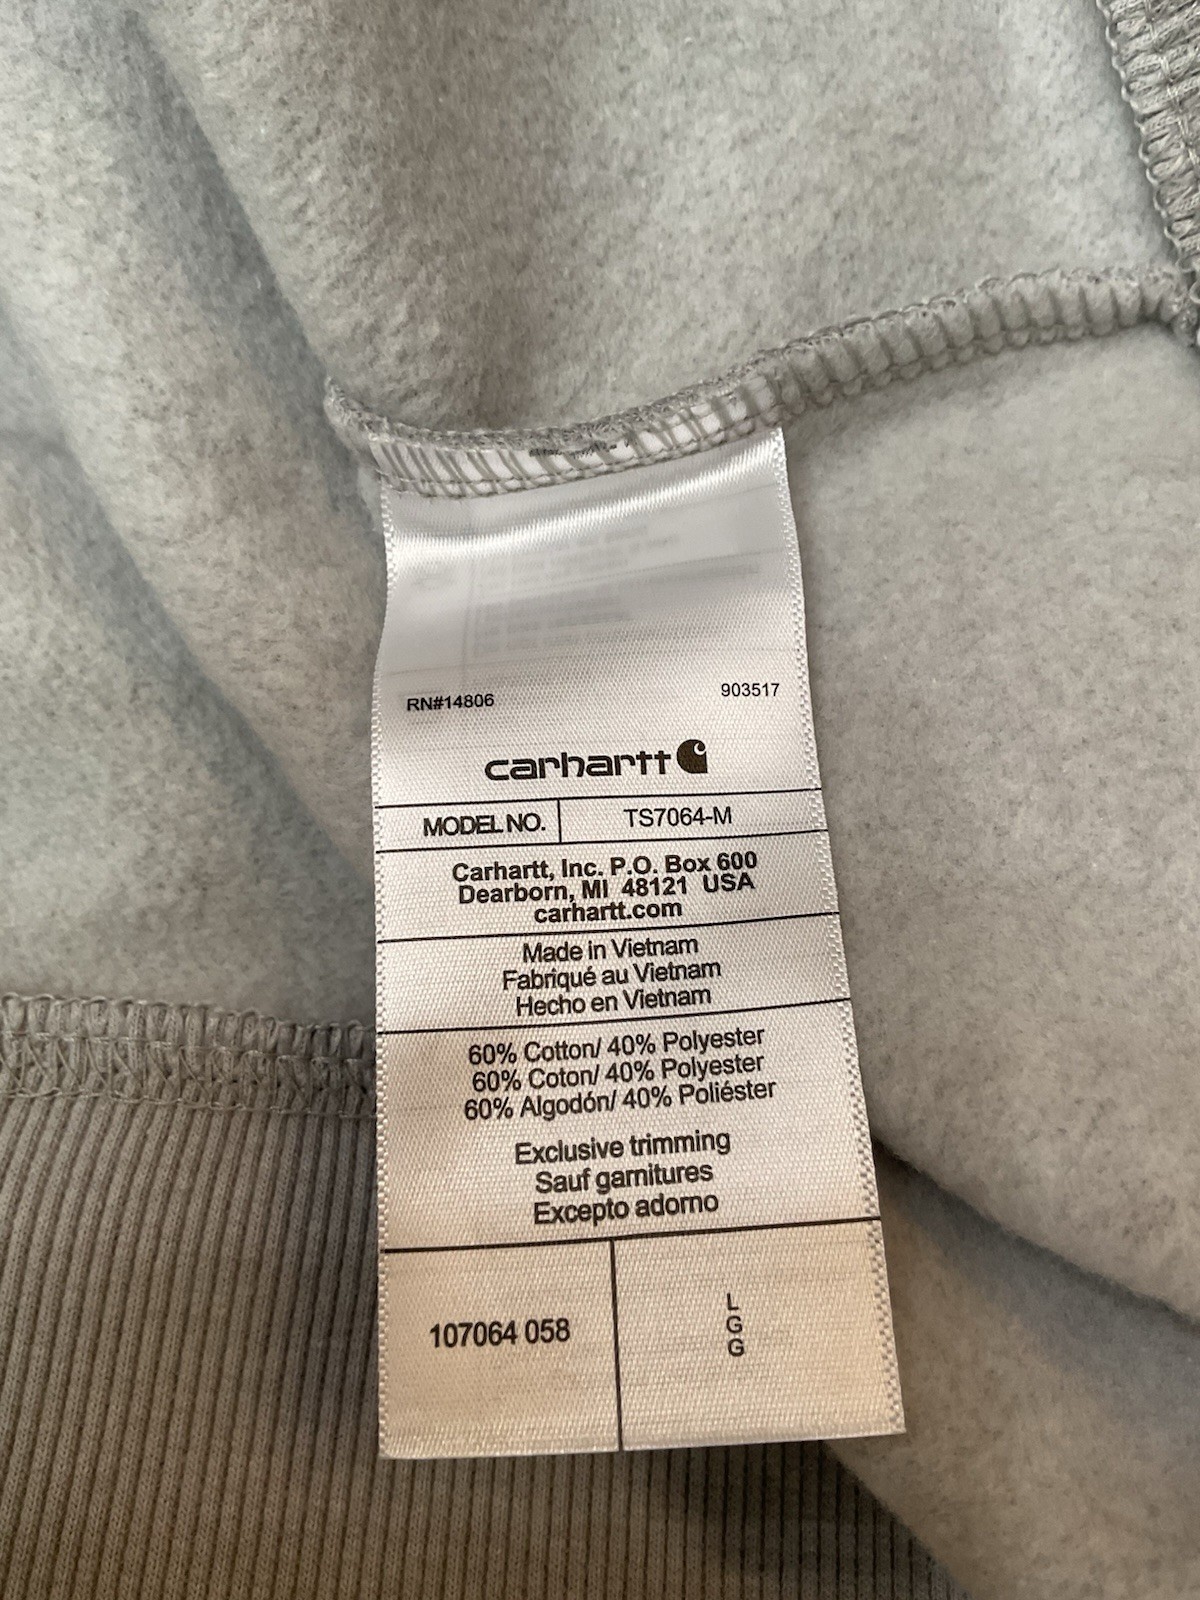 RN#14806 903517
carhartt
MODEL NO. TS7064-M
Carhartt, Inc. P.O. Box 600
Dearborn, MI 48121 USA
carhartt.com
Made in Vietnam
Fabriqué au Vietnam
Hecho en Vietnam
60% Cotton/ 40% Polyester
60% Coton/ 40% Polyester
60% Algodón/ 40% Poliéster
Exclusive trimming
Sauf garnitures
Excepto adorno
107064 058
L
G
G